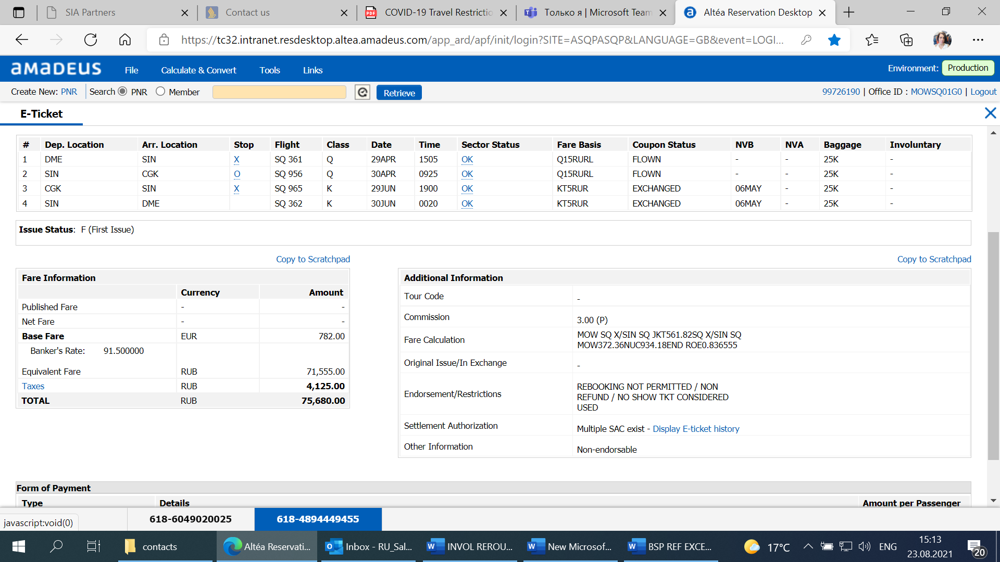 SIA Partners
Contact us
COVID-19 Travel Restrictio
Только я | Microsoft Team
Altéa Reservation Desktop
https://tc32.intranet.resdesktop.altea.amadeus.com/app_ard/apf/init/login?SITE=ASQPASQP&LANGUAGE=GB&event=LOGI...
amadeus File Calculate & Convert Tools Links Environment: Production
Create New: PNR Search PNR Member Retrieve 99726190 | Office ID : MOWSQ01G0 | Logout
E-Ticket
# Dep. Location Arr. Location Stop Flight Class Date Time Sector Status Fare Basis Coupon Status NVB NVA Baggage Involuntary
1 DME SIN X SQ 361 Q 29APR 1505 OK Q15RURL FLOWN - - 25K -
2 SIN CGK O SQ 956 Q 30APR 0925 OK Q15RURL FLOWN - - 25K -
3 CGK SIN X SQ 965 K 29JUN 1900 OK KT5RUR EXCHANGED 06MAY - 25K -
4 SIN DME SQ 362 K 30JUN 0020 OK KT5RUR EXCHANGED 06MAY - 25K -
Issue Status: F (First Issue)
Copy to Scratchpad
Fare Information
Currency Amount
Published Fare - -
Net Fare - -
Base Fare EUR 782.00
Banker's Rate: 91.500000
Equivalent Fare RUB 71,555.00
Taxes RUB 4,125.00
TOTAL RUB 75,680.00
Copy to Scratchpad
Additional Information
Tour Code -
Commission 3.00 (P)
Fare Calculation MOW SQ X/SIN SQ JKT561.82SQ X/SIN SQ
MOW372.36NUC934.18END ROE0.836555
Original Issue/In Exchange -
Endorsement/Restrictions REBOOKING NOT PERMITTED / NON
REFUND / NO SHOW TKT CONSIDERED
USED
Settlement Authorization Multiple SAC exist - Display E-ticket history
Other Information Non-endorsable
Form of Payment
Type Details Amount per Passenger
javascript:void(0)
618-6049020025 618-4894449455
contacts
Altéa Reservati...
Inbox - RU_Sal...
INVOL REROU...
New Microsof...
BSP REF EXCE...
17°C
ENG
15:13
23.08.2021
20